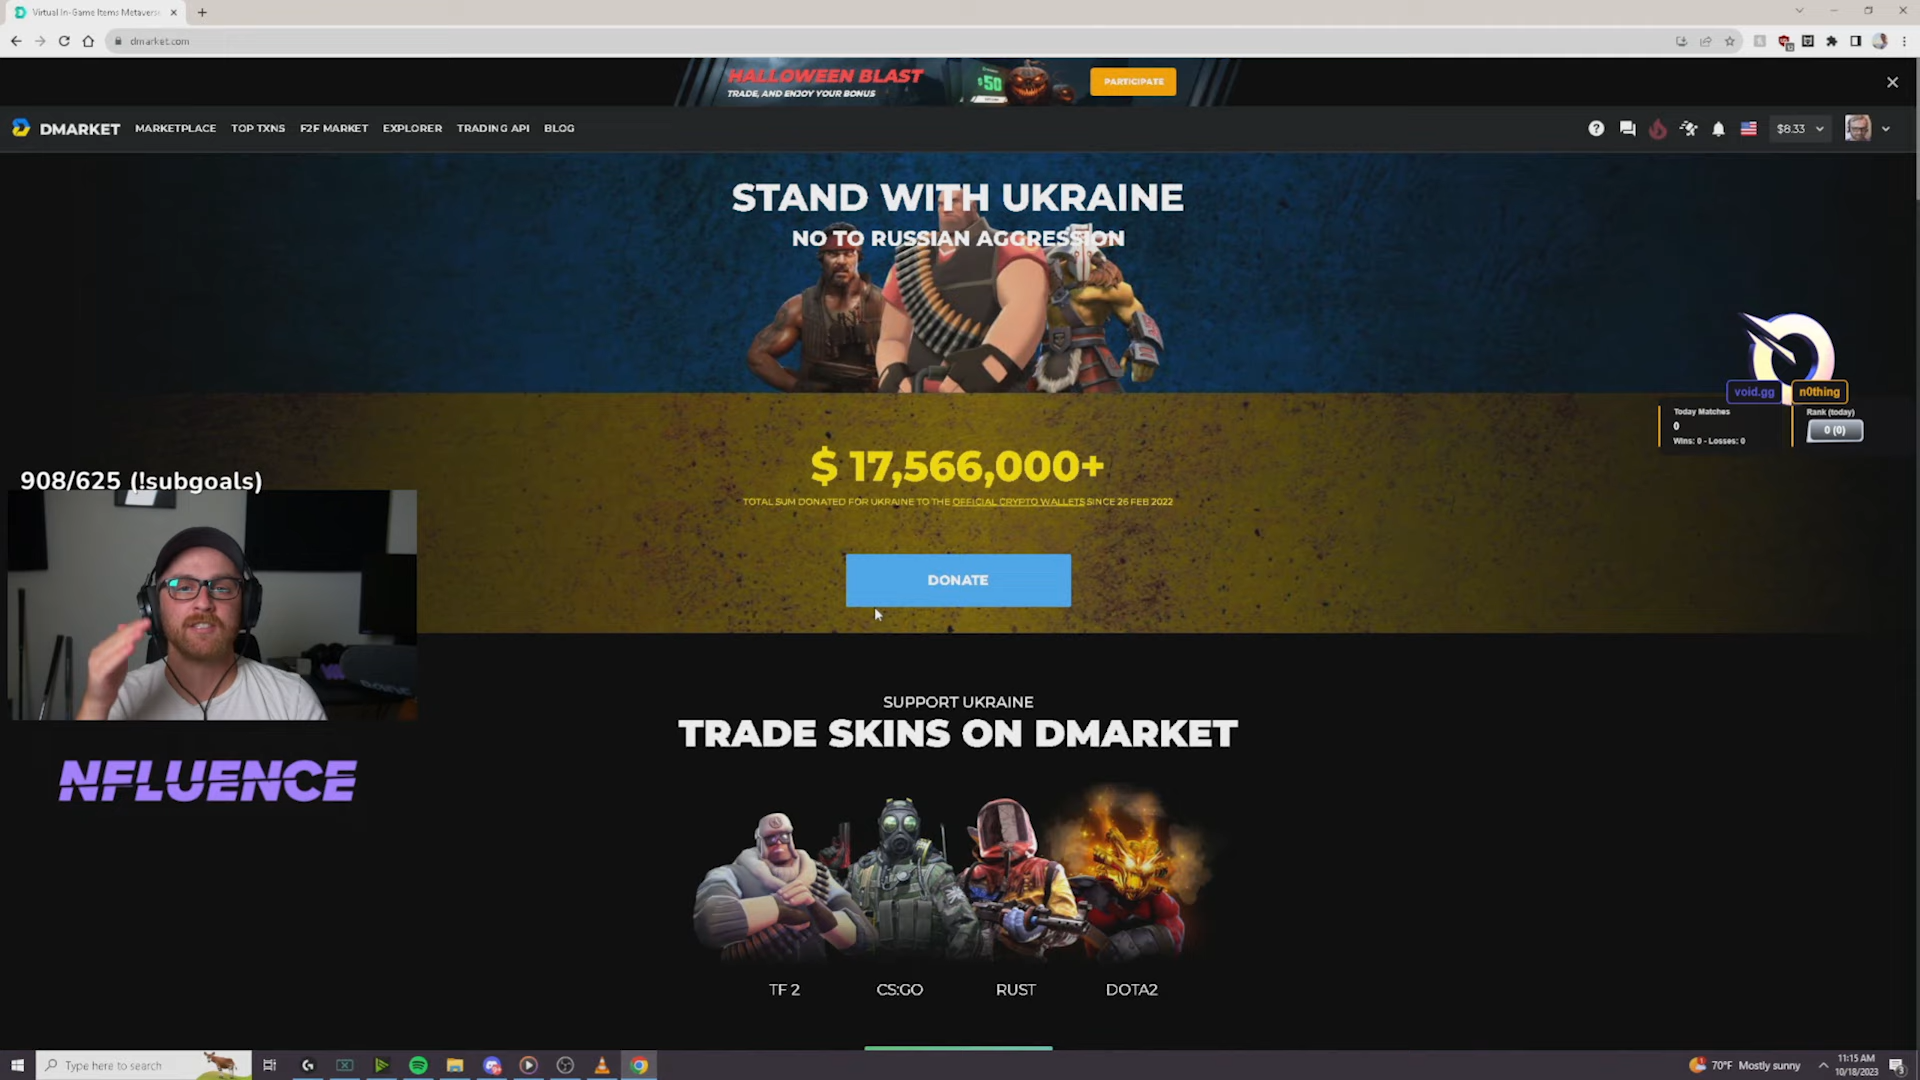 Virtual In-Game Items Metavers
dmarket.com
HALLOWEEN BLAST
TRADE, AND ENJOY YOUR BONUS
$50
PARTICIPATE
DMARKET
MARKETPLACE
TOP TXNS
F2F MARKET
EXPLORER
TRADING API
BLOG
$8.33
STAND WITH UKRAINE
NO TO RUSSIAN AGGRESSION
void.gg
n0thing
Today Matches
0
Wins: 0 - Losses: 0
Rank (today)
0 (0)
$ 17,566,000+
TOTAL SUM DONATED FOR UKRAINE TO THE OFFICIAL CRYPTO WALLETS SINCE 26 FEB 2022
908/625 (!subgoals)
DONATE
SUPPORT UKRAINE
TRADE SKINS ON DMARKET
NFLUENCE
TF 2
CS:GO
RUST
DOTA2
Type here to search
70°F Mostly sunny
11:15 AM
10/18/2023